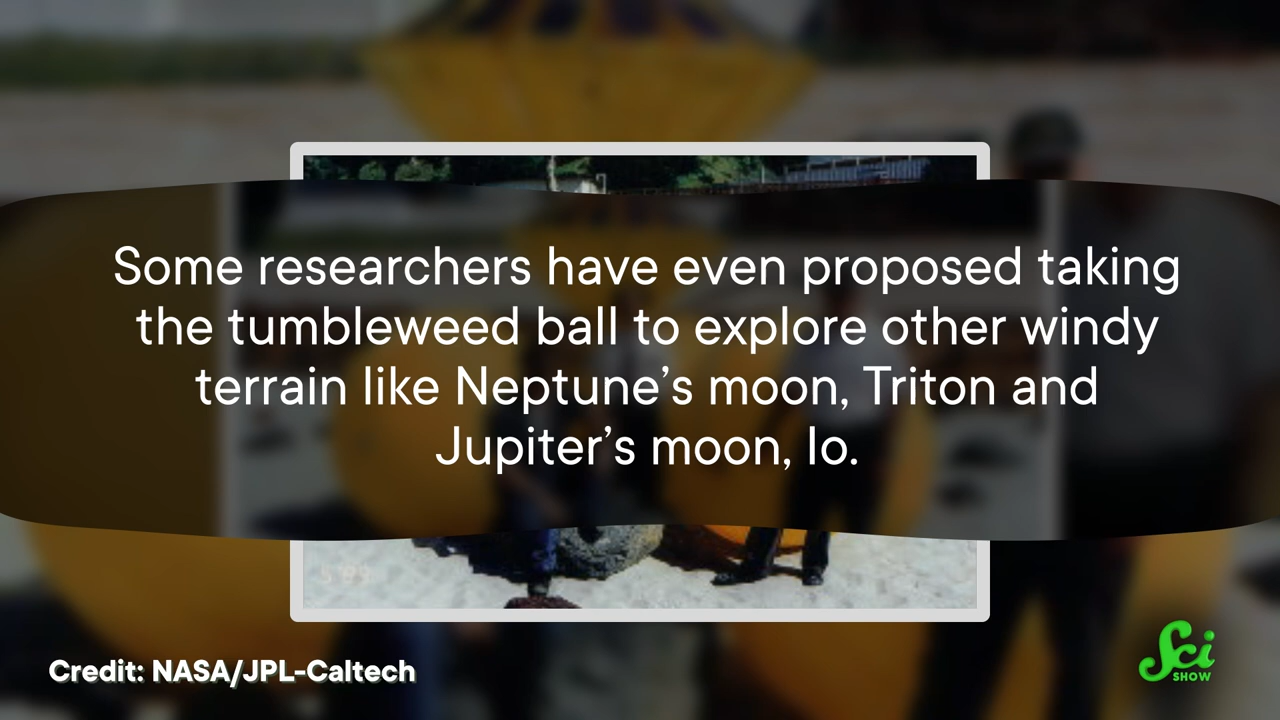 Some researchers have even proposed taking
the tumbleweed ball to explore other windy
terrain like Neptune’s moon, Triton and
Jupiter’s moon, Io.
Credit: NASA/JPL-Caltech
Sci
SHOW